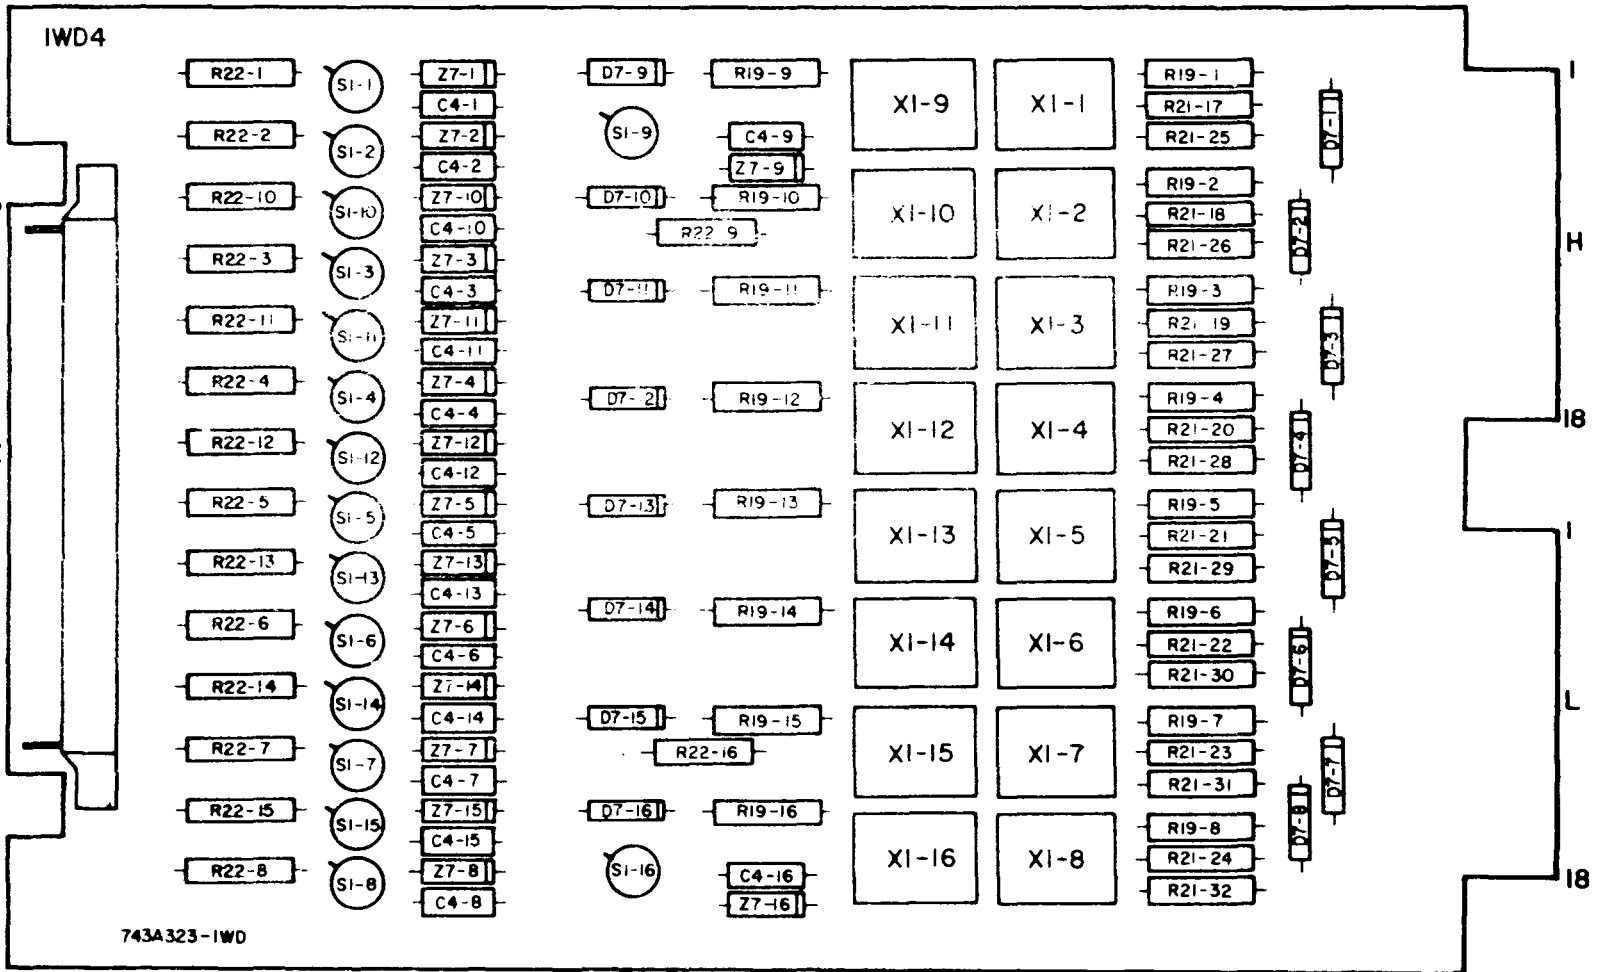 IWD4
R22-1 S1-1 Z7-1 D7-9 R19-9 X1-9 X1-1 R19-1 D7-1 1
C4-1 S1-9 R21-17
R22-2 S1-2 Z7-2 C4-9 R21-25
C4-2 Z7-9
R22-10 S1-10 Z7-10 D7-10 R19-10 X1-10 X1-2 R19-2 D7-2
C4-10 R22 9 R21-18 H
R22-3 S1-3 Z7-3 R21-26
C4-3 D7-11 R19-11 X1-11 X1-3 R19-3 D7-3
R22-11 S1-11 Z7-11 R21 19
C4-11 R21-27
R22-4 S1-4 Z7-4 D7- 2 R19-12 X1-12 X1-4 R19-4 D7-4
C4-4 R21-20 18
R22-12 S1-12 Z7-12 R21-28
C4-12
R22-5 S1-5 Z7-5 D7-13 R19-13 X1-13 X1-5 R19-5 D7-5
C4-5 R21-21 1
R22-13 S1-13 Z7-13 R21-29
C4-13
R22-6 S1-6 Z7-6 D7-14 R19-14 X1-14 X1-6 R19-6 D7-6
C4-6 R21-22
R22-14 S1-14 Z7-14 R21-30
C4-14 D7-15 R19-15 X1-15 X1-7 R19-7 D7-7 L
R22-7 S1-7 Z7-7 R22-16 R21-23
C4-7 R21-31
R22-15 S1-15 Z7-15 D7-16 R19-16 X1-16 X1-8 R19-8 D7-8
C4-15 R21-24
R22-8 S1-8 Z7-8 S1-16 C4-16 R21-32 18
C4-8 Z7-16
743A323-IWD